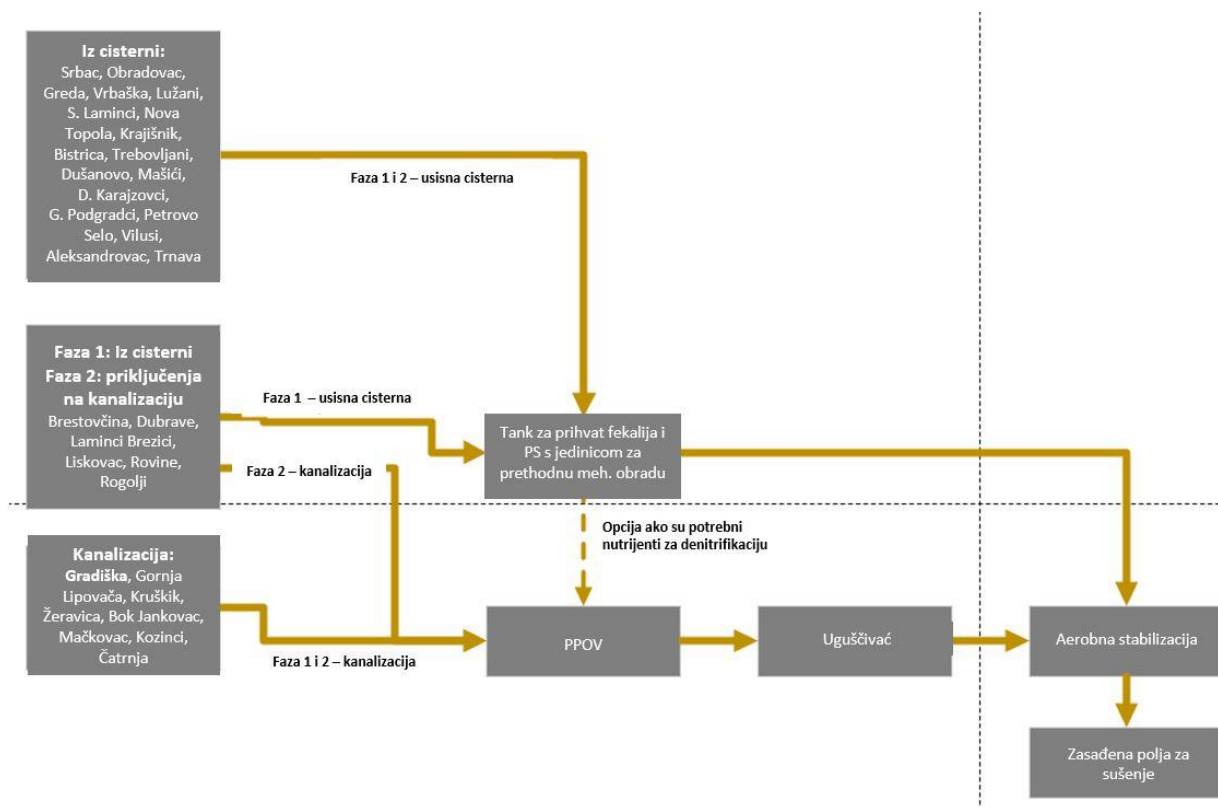 Iz cisterni:
Srbac, Obradovac,
Greda, Vrbaška, Lužani,
S. Laminci, Nova
Topola, Krajišnik,
Bistrica, Trebovljani,
Dušanovo, Mašići,
D. Karajzovci,
G. Podgradci, Petrovo
Selo, Vilusi,
Aleksandrovac, Trnava
Faza 1 i 2 – usisna cisterna
Faza 1: Iz cisterni
Faza 2: priključenja
na kanalizaciju
Brestovčina, Dubrave,
Laminci Brezici,
Liskovac, Rovine,
Rogolji
Faza 1 – usisna cisterna
Faza 2 – kanalizacija
Tank za prihvat fekalija i
PS s jedinicom za
prethodnu meh. obradu
Opcija ako su potrebni
nutrijenti za denitrifikaciju
Kanalizacija:
Gradiška, Gornja
Lipovača, Kruškik,
Žeravica, Bok Jankovac,
Mačkovac, Kozinci,
Čatrnja
Faza 1 i 2 – kanalizacija
PPOV
Uguščivać
Aerobna stabilizacija
Zasađena polja za
sušenje